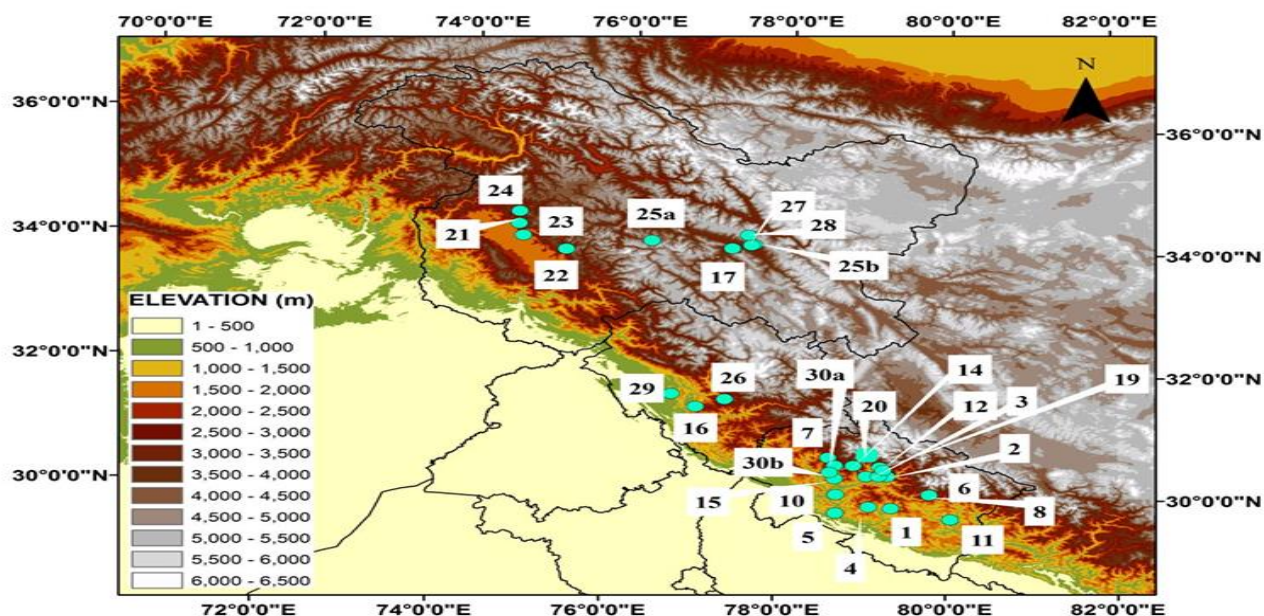 70°0'0"E 72°0'0"E 74°0'0"E 76°0'0"E 78°0'0"E 80°0'0"E 82°0'0"E
N
36°0'0"N
36°0'0"N
24
23
25a
27
28
34°0'0"N
21
34°0'0"N
22
17
25b
ELEVATION (m)
1 - 500
500 - 1,000
1,000 - 1,500
1,500 - 2,000
2,000 - 2,500
2,500 - 3,000
3,000 - 3,500
3,500 - 4,000
4,000 - 4,500
4,500 - 5,000
5,000 - 5,500
5,500 - 6,000
6,000 - 6,500
32°0'0"N
32°0'0"N
29
26
30a
14
19
16
7
20
12
3
2
30°0'0"N
30b
30°0'0"N
15
10
6
8
5
1
11
4
72°0'0"E 74°0'0"E 76°0'0"E 78°0'0"E 80°0'0"E 82°0'0"E